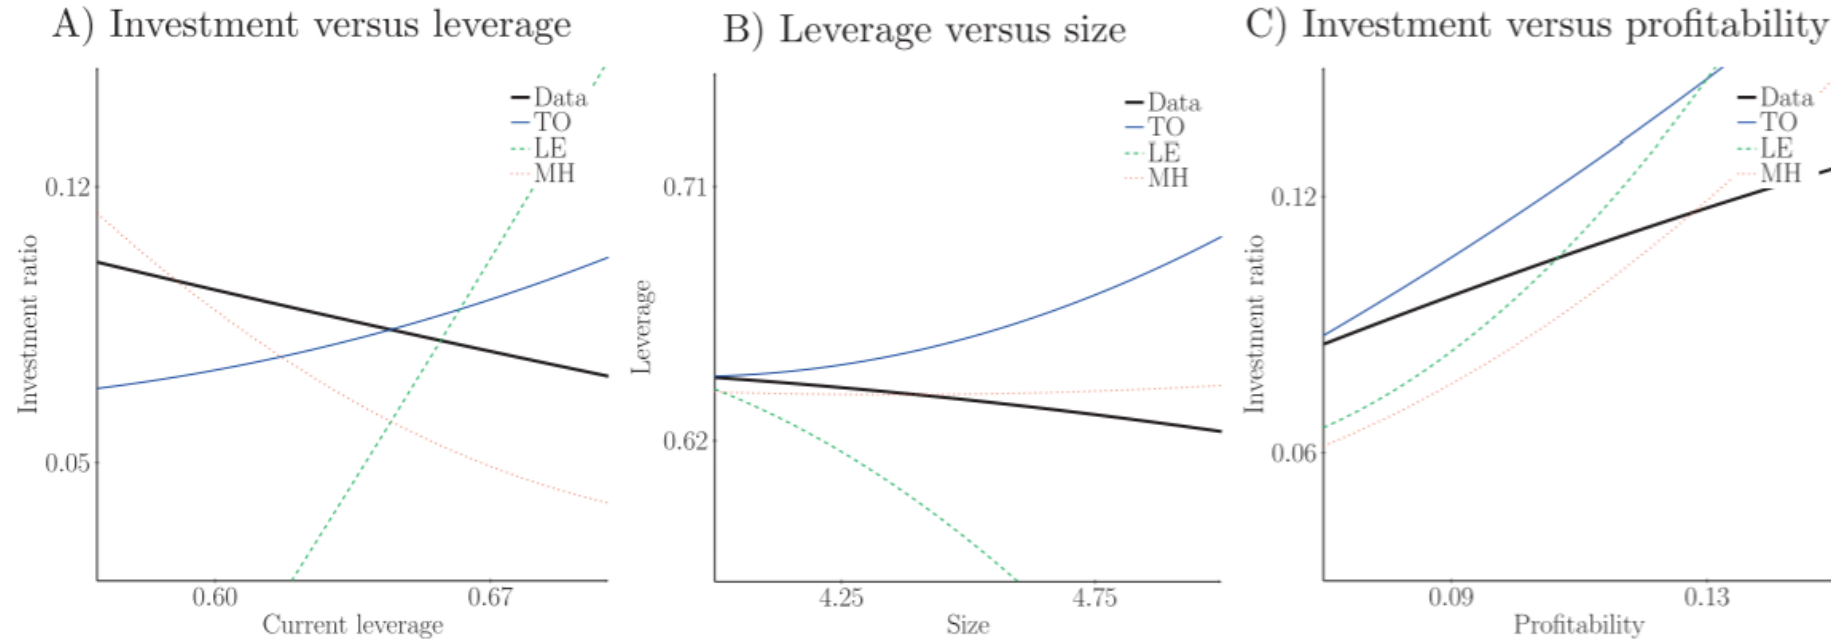 A) Investment versus leverage
Data
TO
LE
MH
0.12
0.05
Investment ratio
0.60
0.67
Current leverage
B) Leverage versus size
Data
TO
LE
MH
0.71
0.62
Leverage
4.25
4.75
Size
C) Investment versus profitability
Data
TO
LE
MH
0.12
0.06
Investment ratio
0.09
0.13
Profitability